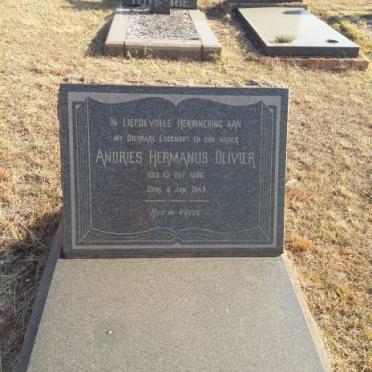 In Liefdevolle Herinnering aan
my Dierbare Eggenoot en ons vader
Andries Hermanus Olivier
Geb. 10 Okt. 1886
Oorl. 6 Jan. 1949
Rus in Vrede